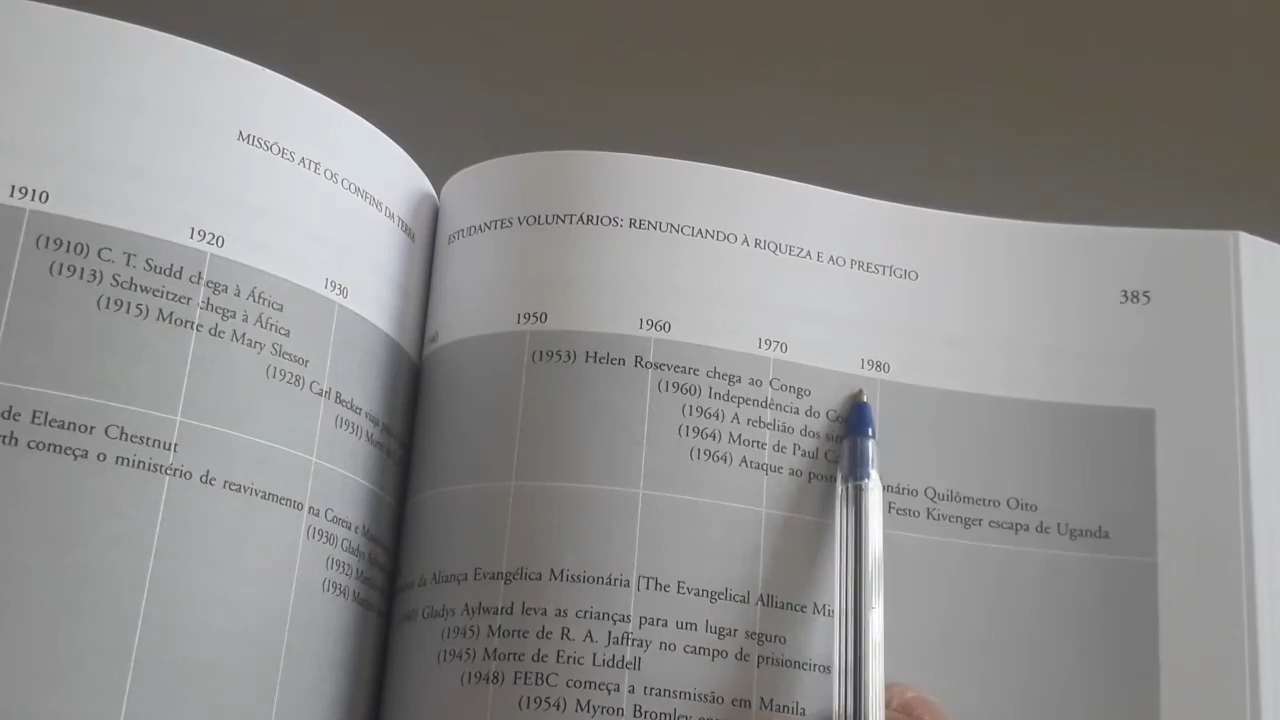 MISSÕES ATÉ OS CONFINS DA TERRA
1910
1920
1930
(1910) C. T. Sudd chega à África
(1913) Schweitzer chega à África
(1915) Morte de Mary Slessor
(1928) Carl Becker
(1931)
de Eleanor Chestnut
começa o ministério de reavivamento na Coreia e
(1930) Gladys
(1932)
(1934)
ESTUDANTES VOLUNTÁRIOS: RENUNCIANDO À RIQUEZA E AO PRESTÍGIO
385
1950
1960
1970
1980
(1953) Helen Roseveare chega ao Congo
(1960) Independência do
(1964) A rebelião dos
(1964) Morte de Paul
(1964) Ataque ao Quilômetro Oito
Festo Kivenger escapa de Uganda
da Aliança Evangélica Missionária [The Evangelical Alliance
Gladys Aylward leva as crianças para um lugar seguro
(1945) Morte de R. A. Jaffray no campo de prisioneiros
(1945) Morte de Eric Liddell
(1948) FEBC começa a transmissão em Manila
(1954) Myron Bromley